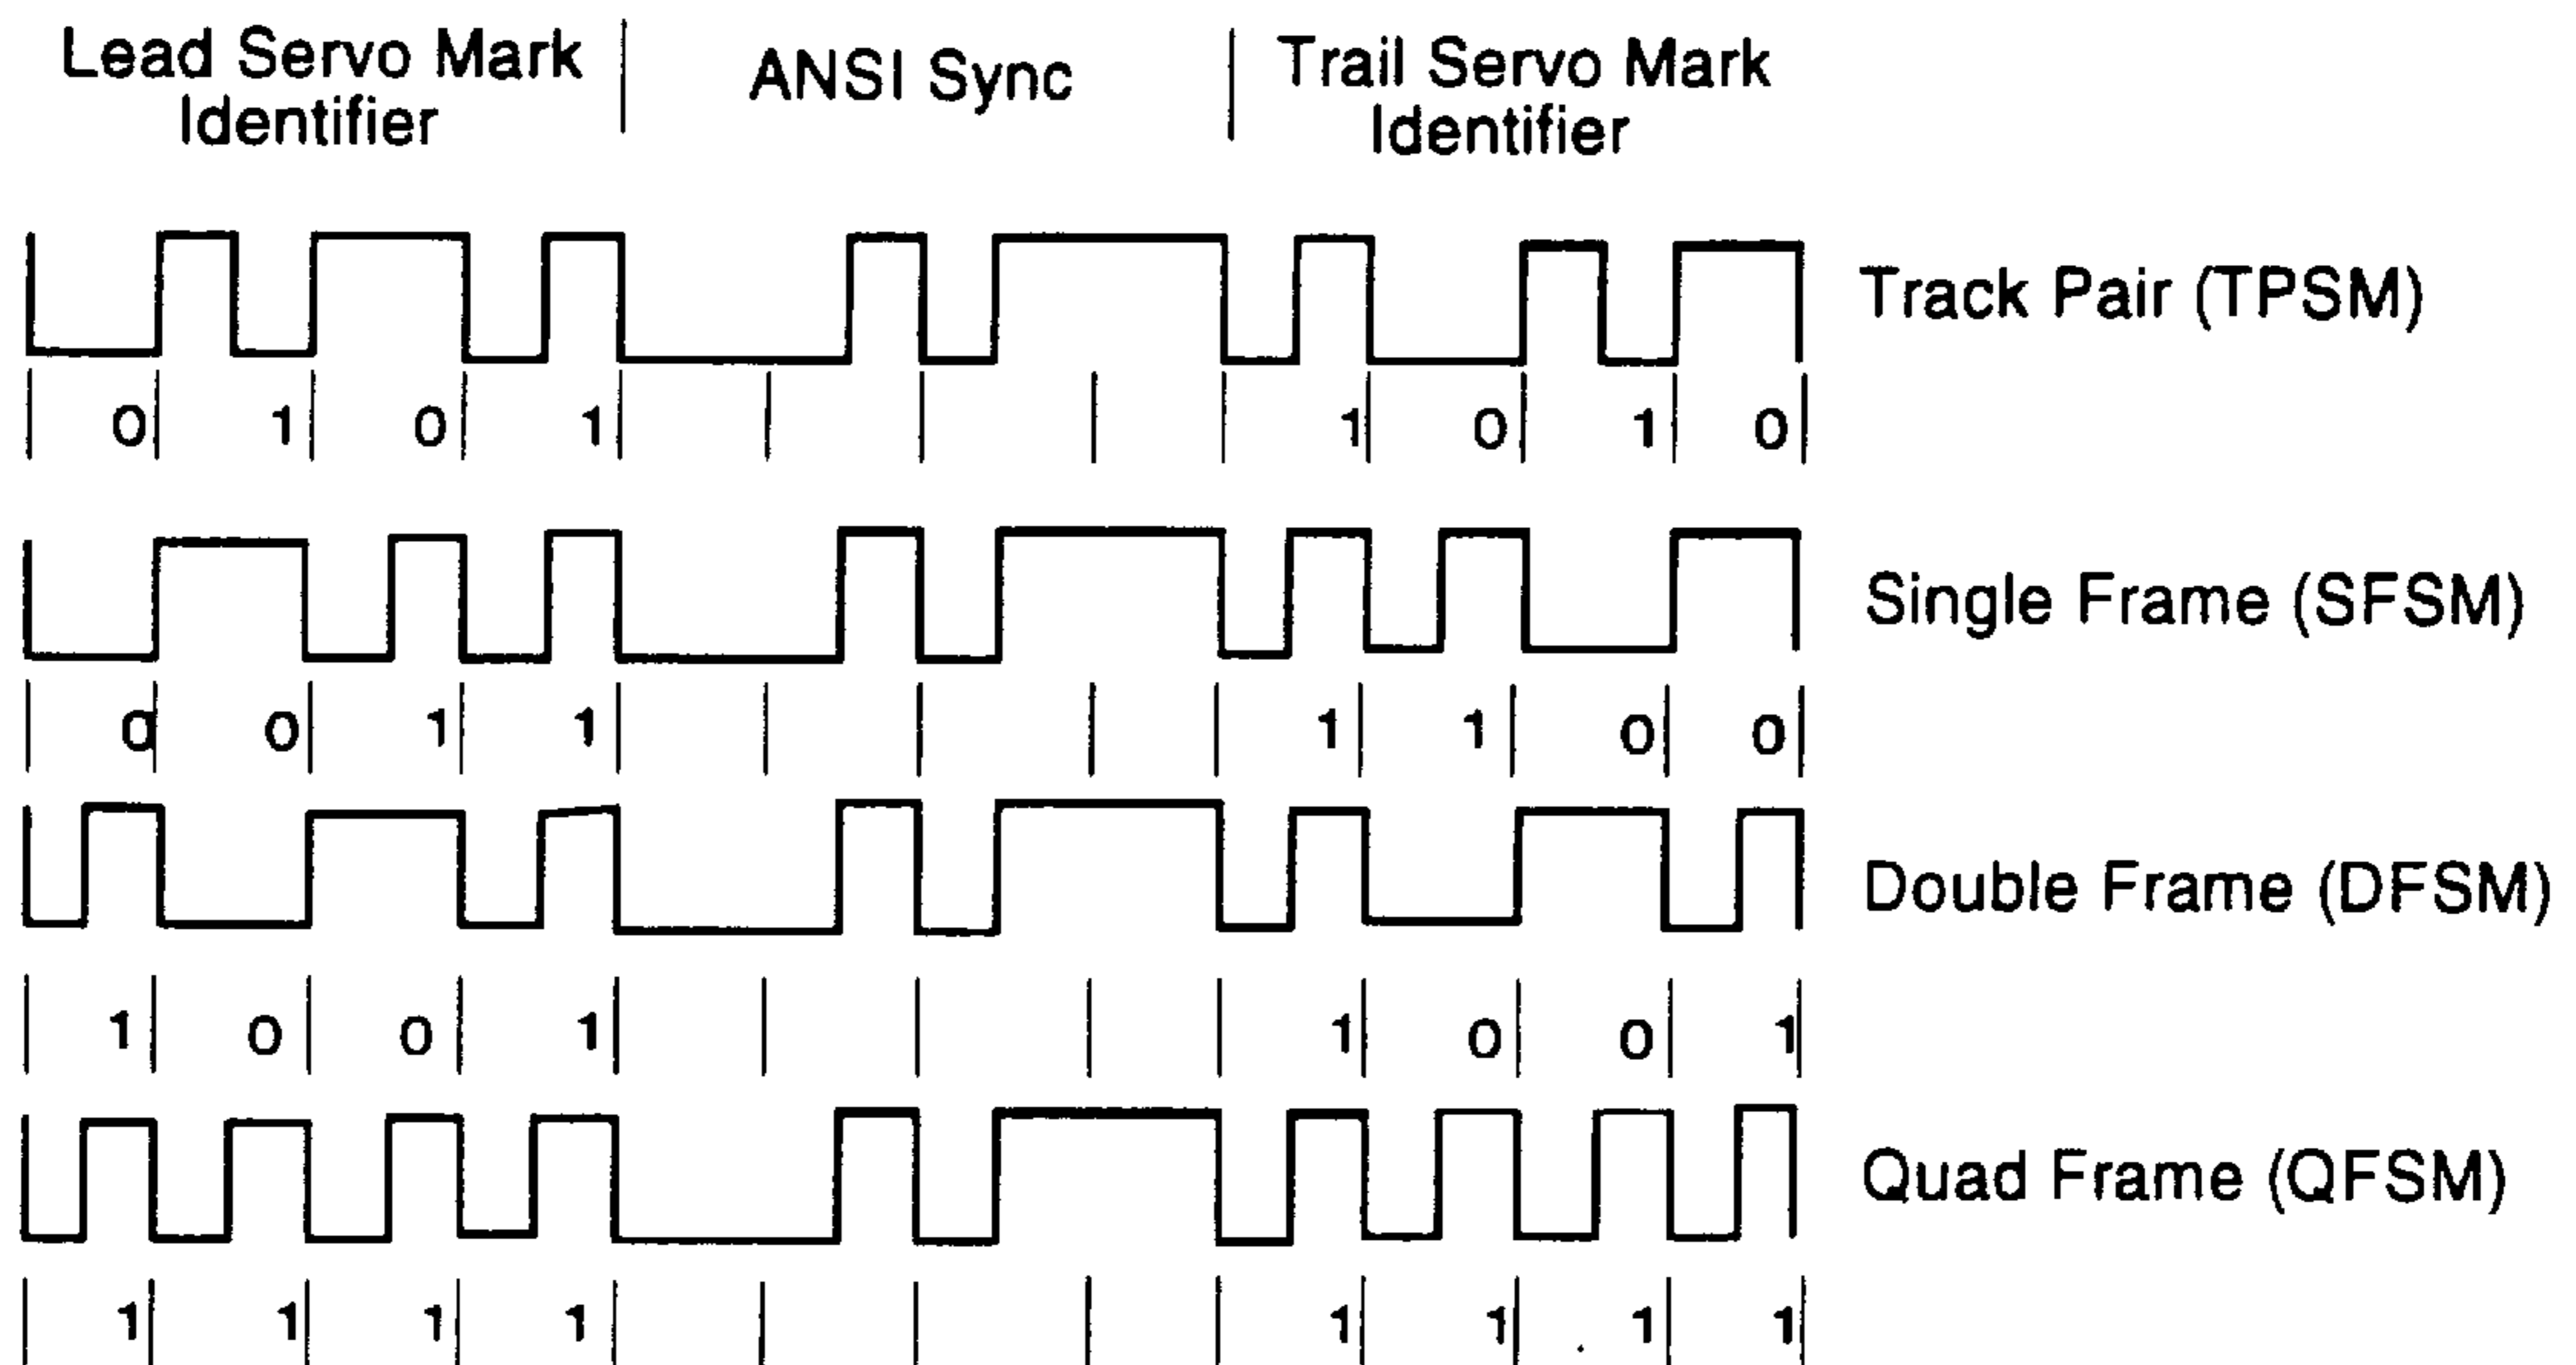 Lead Servo Mark
Identifier
ANSI Sync
Trail Servo Mark
Identifier
Track Pair (TPSM)
0 1 0 1 1 0 1 0
Single Frame (SFSM)
0 0 1 1 1 1 0 0
Double Frame (DFSM)
1 0 0 1 1 0 0 1
Quad Frame (QFSM)
1 1 1 1 1 1 1 1